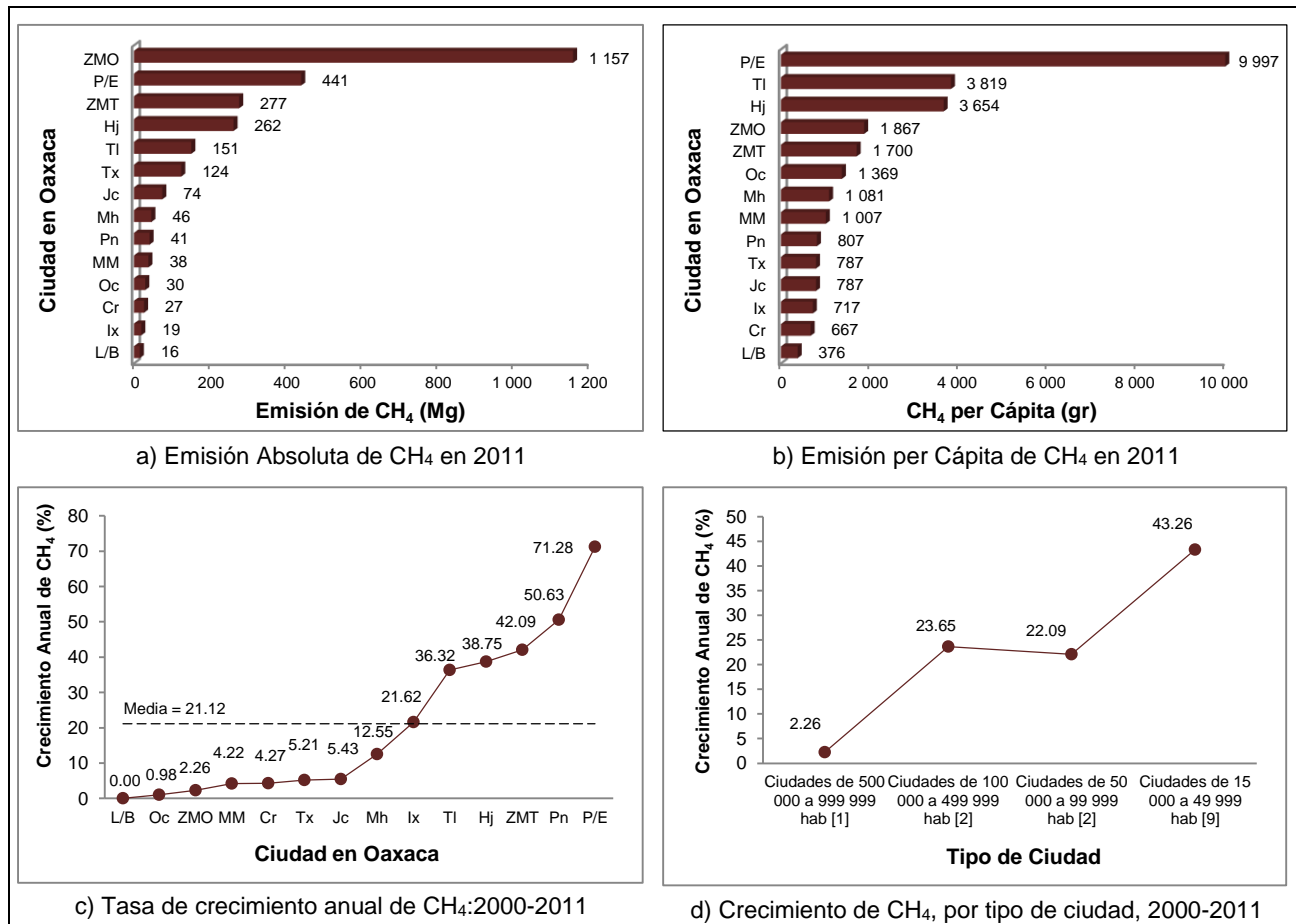 Ciudad en Oaxaca
ZMO 1 157
P/E 441
ZMT 277
Hj 262
Tl 151
Tx 124
Jc 74
Mh 46
Pn 41
MM 38
Oc 30
Cr 27
Ix 19
L/B 16
0 200 400 600 800 1 000 1 200
Emisión de CH₄ (Mg)
a) Emisión Absoluta de CH₄ en 2011
Ciudad en Oaxaca
P/E 9 997
Tl 3 819
Hj 3 654
ZMO 1 867
ZMT 1 700
Oc 1 369
Mh 1 081
MM 1 007
Pn 807
Tx 787
Jc 787
Ix 717
Cr 667
L/B 376
0 2 000 4 000 6 000 8 000 10 000
CH₄ per Cápita (gr)
b) Emisión per Cápita de CH₄ en 2011
Crecimiento Anual de CH₄ (%)
80
70
60
50
40
30
20
10
0
Media = 21.12
0.00 0.98 2.26 4.22 4.27 5.21 5.43 12.55 21.62 36.32 38.75 42.09 50.63 71.28
L/B Oc ZMO MM Cr Tx Jc Mh Ix Tl Hj ZMT Pn P/E
Ciudad en Oaxaca
c) Tasa de crecimiento anual de CH₄:2000-2011
Crecimiento Anual de CH₄ (%)
50
45
40
35
30
25
20
15
10
5
0
2.26 23.65 22.09 43.26
Ciudades de 500
000 a 999 999
hab [1]
Ciudades de 100
000 a 499 999
hab [2]
Ciudades de 50
000 a 99 999
hab [2]
Ciudades de 15
000 a 49 999
hab [9]
Tipo de Ciudad
d) Crecimiento de CH₄, por tipo de ciudad, 2000-2011